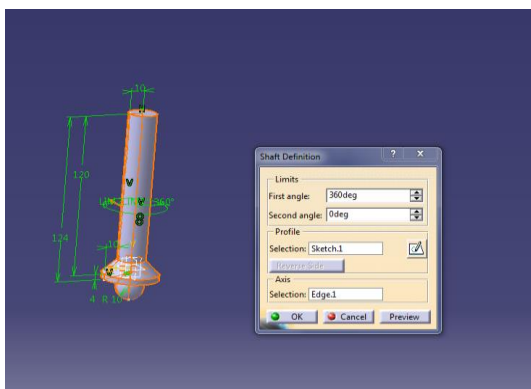 10
Shaft Definition
? x
Limits
First angle: 360deg
Second angle: 0deg
Profile
Selection: Sketch.1
Reverse Side
Axis
Selection: Edge.1
OK Cancel Preview
120
124
360°
10
4 R 10